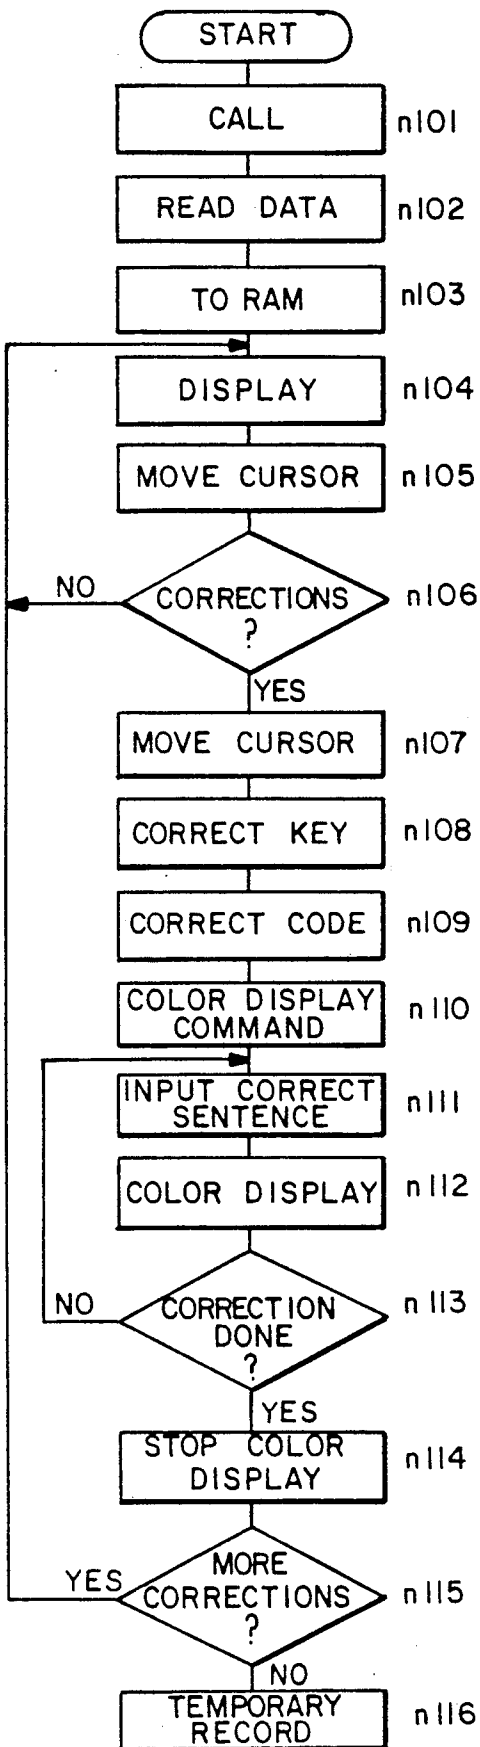 START
CALL n101
READ DATA n102
TO RAM n103
DISPLAY n104
MOVE CURSOR n105
NO CORRECTIONS n106
?
YES
MOVE CURSOR n107
CORRECT KEY n108
CORRECT CODE n109
COLOR DISPLAY n110
COMMAND
INPUT CORRECT n111
SENTENCE
COLOR DISPLAY n112
NO CORRECTION n113
DONE
?
YES
STOP COLOR n114
DISPLAY
MORE
YES CORRECTIONS n115
?
NO
TEMPORARY n116
RECORD